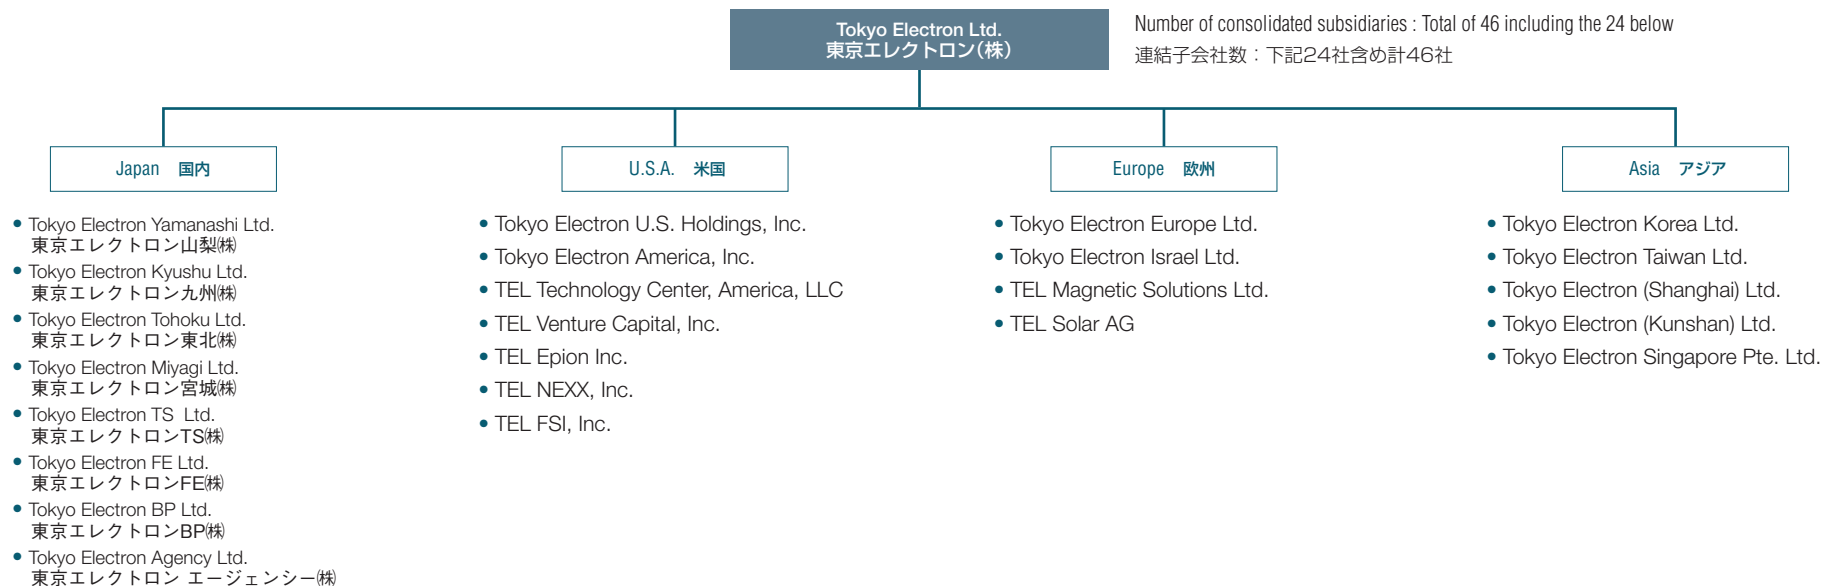 Tokyo Electron Ltd.
東京エレクトロン(株)
Number of consolidated subsidiaries : Total of 46 including the 24 below
連結子会社数：下記24社含め計46社
Japan 国内
U.S.A. 米国
Europe 欧州
Asia アジア
• Tokyo Electron Yamanashi Ltd.
東京エレクトロン山梨㈱
• Tokyo Electron Kyushu Ltd.
東京エレクトロン九州㈱
• Tokyo Electron Tohoku Ltd.
東京エレクトロン東北㈱
• Tokyo Electron Miyagi Ltd.
東京エレクトロン宮城㈱
• Tokyo Electron TS Ltd.
東京エレクトロンTS㈱
• Tokyo Electron FE Ltd.
東京エレクトロンFE㈱
• Tokyo Electron BP Ltd.
東京エレクトロンBP㈱
• Tokyo Electron Agency Ltd.
東京エレクトロン エージェンシー㈱
• Tokyo Electron U.S. Holdings, Inc.
• Tokyo Electron America, Inc.
• TEL Technology Center, America, LLC
• TEL Venture Capital, Inc.
• TEL Epion Inc.
• TEL NEXX, Inc.
• TEL FSI, Inc.
• Tokyo Electron Europe Ltd.
• Tokyo Electron Israel Ltd.
• TEL Magnetic Solutions Ltd.
• TEL Solar AG
• Tokyo Electron Korea Ltd.
• Tokyo Electron Taiwan Ltd.
• Tokyo Electron (Shanghai) Ltd.
• Tokyo Electron (Kunshan) Ltd.
• Tokyo Electron Singapore Pte. Ltd.